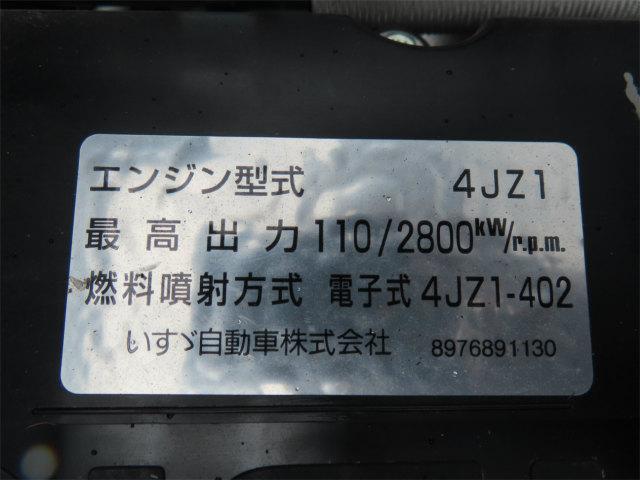 エンジン型式 4JZ1
最高出力 110/2800kW/r.p.m.
燃料噴射方式 電子式 4JZ1-402
いすゞ自動車株式会社 8976891130